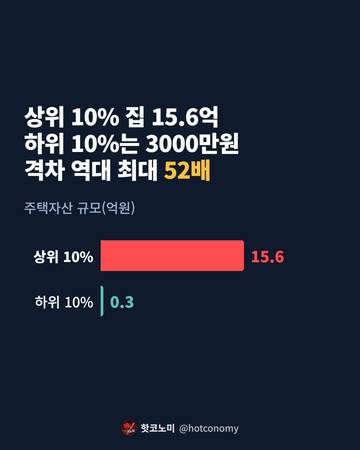 상위 10% 집 15.6억
하위 10%는 3000만원
격차 역대 최대 52배
주택자산 규모(억원)
상위 10% 15.6
하위 10% 0.3
핫코노미 @hotconomy